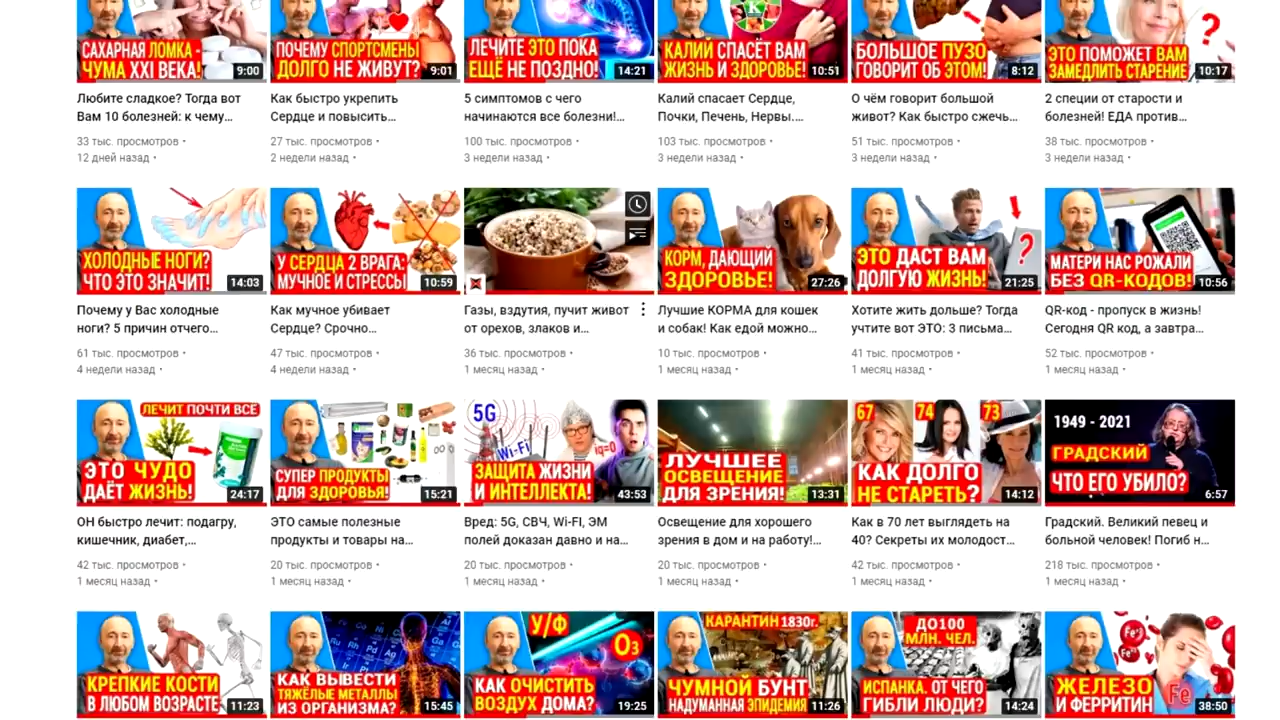 САХАРНАЯ ЛОМКА -
ЧУМА XXI ВЕКА!
9:00
ПОЧЕМУ СПОРТСМЕНЫ
ДОЛГО НЕ ЖИВУТ?
9:01
ЛЕЧИТЕ ЭТО ПОКА
ЕЩЁ НЕ ПОЗДНО!
14:21
K
КАЛИЙ СПАСЁТ ВАМ
ЖИЗНЬ И ЗДОРОВЬЕ!
10:51
БОЛЬШОЕ ПУЗО
ГОВОРИТ ОБ ЭТОМ!
8:12
?
ЭТО ПОМОЖЕТ ВАМ
ЗАМЕДЛИТЬ СТАРЕНИЕ
10:17
Любите сладкое? Тогда вот
Вам 10 болезней: к чему...
33 тыс. просмотров •
12 дней назад •
Как быстро укрепить
Сердце и повысить...
27 тыс. просмотров •
2 недели назад •
5 симптомов с чего
начинаются все болезни!...
100 тыс. просмотров •
3 недели назад •
Калий спасает Сердце,
Почки, Печень, Нервы....
103 тыс. просмотров •
3 недели назад •
О чём говорит большой
живот? Как быстро сжечь...
51 тыс. просмотров •
3 недели назад •
2 специи от старости и
болезней! ЕДА против...
38 тыс. просмотров •
3 недели назад •
ХОЛОДНЫЕ НОГИ?
ЧТО ЭТО ЗНАЧИТ!
14:03
У СЕРДЦА 2 ВРАГА:
МУЧНОЕ И СТРЕССЫ
10:59
КОРМ, ДАЮЩИЙ
ЗДОРОВЬЕ!
27:26
?
ЭТО ДАСТ ВАМ
ДОЛГУЮ ЖИЗНЬ!
21:25
МАТЕРИ НАС РОЖАЛИ
БЕЗ QR-КОДОВ!
10:56
Почему у Вас холодные
ноги? 5 причин отчего...
61 тыс. просмотров •
4 недели назад •
Как мучное убивает
Сердце? Срочно...
47 тыс. просмотров •
4 недели назад •
Газы, вздутия, пучит живот
от орехов, злаков и...
36 тыс. просмотров •
1 месяц назад •
Лучшие КОРМА для кошек
и собак! Как едой можно...
10 тыс. просмотров •
1 месяц назад •
Хотите жить дольше? Тогда
учтите вот ЭТО: 3 письма...
41 тыс. просмотров •
1 месяц назад •
QR-код - пропуск в жизнь!
Сегодня QR код, а завтра...
52 тыс. просмотров •
1 месяц назад •
ЛЕЧИТ ПОЧТИ ВСЁ
ЭТО ЧУДО
ДАЁТ ЖИЗНЬ!
24:17
СУПЕР ПРОДУКТЫ
ДЛЯ ЗДОРОВЬЯ!
15:21
5G
Wi-Fi
iq=0
ЗАЩИТА ЖИЗНИ
И ИНТЕЛЛЕКТА!
43:53
ЛУЧШЕЕ
ОСВЕЩЕНИЕ
ДЛЯ ЗРЕНИЯ!
13:31
67
74
73
КАК ДОЛГО
НЕ СТАРЕТЬ?
14:12
1949 - 2021
ГРАДСКИЙ
ЧТО ЕГО УБИЛО?
6:57
ОН быстро лечит: подагру,
кишечник, диабет,...
42 тыс. просмотров •
1 месяц назад •
ЭТО самые полезные
продукты и товары на...
20 тыс. просмотров •
1 месяц назад •
Вред: 5G, СВЧ, Wi-FI, ЭМ
полей доказан давно и на...
20 тыс. просмотров •
1 месяц назад •
Освещение для хорошего
зрения в дом и на работу!...
20 тыс. просмотров •
1 месяц назад •
Как в 70 лет выглядеть на
40? Секреты их молодост...
42 тыс. просмотров •
1 месяц назад •
Градский. Великий певец и
больной человек! Погиб н...
218 тыс. просмотров •
1 месяц назад •
КРЕПКИЕ КОСТИ
В ЛЮБОМ ВОЗРАСТЕ
11:23
КАК ВЫВЕСТИ
ТЯЖЁЛЫЕ МЕТАЛЛЫ
ИЗ ОРГАНИЗМА?
15:45
У/Ф
O3
КАК ОЧИСТИТЬ
ВОЗДУХ ДОМА?
19:25
КАРАНТИН 1830г.
ЧУМНОЙ БУНТ
НАДУМАННАЯ ЭПИДЕМИЯ
11:26
ДО100
МЛН. ЧЕЛ.
ИСПАНКА. ОТ ЧЕГО
ГИБЛИ ЛЮДИ?
14:24
Fe
ЖЕЛЕЗО
И ФЕРРИТИН
38:50